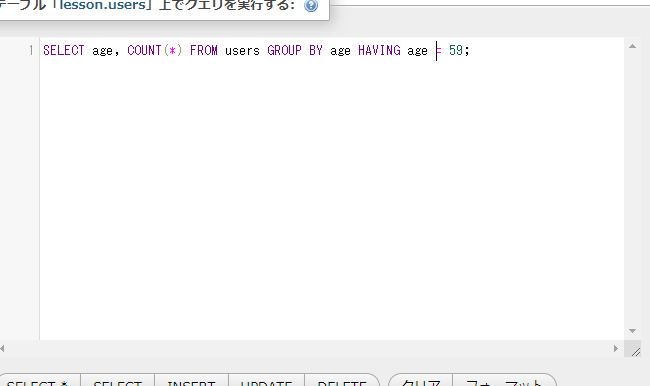 テーブル「lesson.users」上でクエリを実行する:
1 SELECT age, COUNT(*) FROM users GROUP BY age HAVING age = 59;
SELECT * SELECT INSERT UPDATE DELETE クリア フォーマット